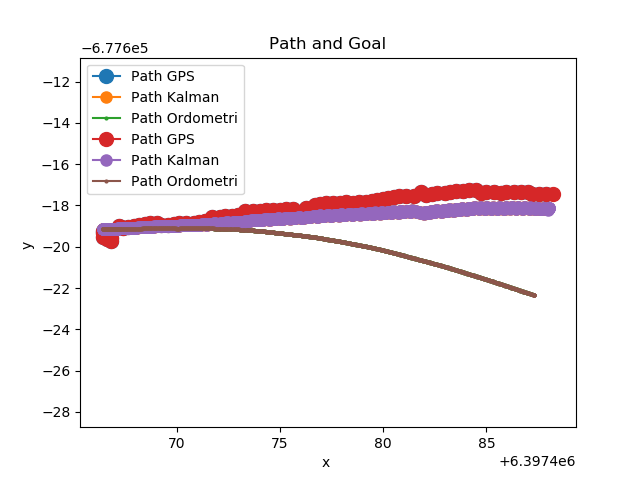 Path and Goal
−6.776e5
Path GPS
Path Kalman
Path Ordometri
Path GPS
Path Kalman
Path Ordometri
−12
−14
−16
−18
−20
−22
−24
−26
−28
y
70 75 80 85
x
+6.3974e6